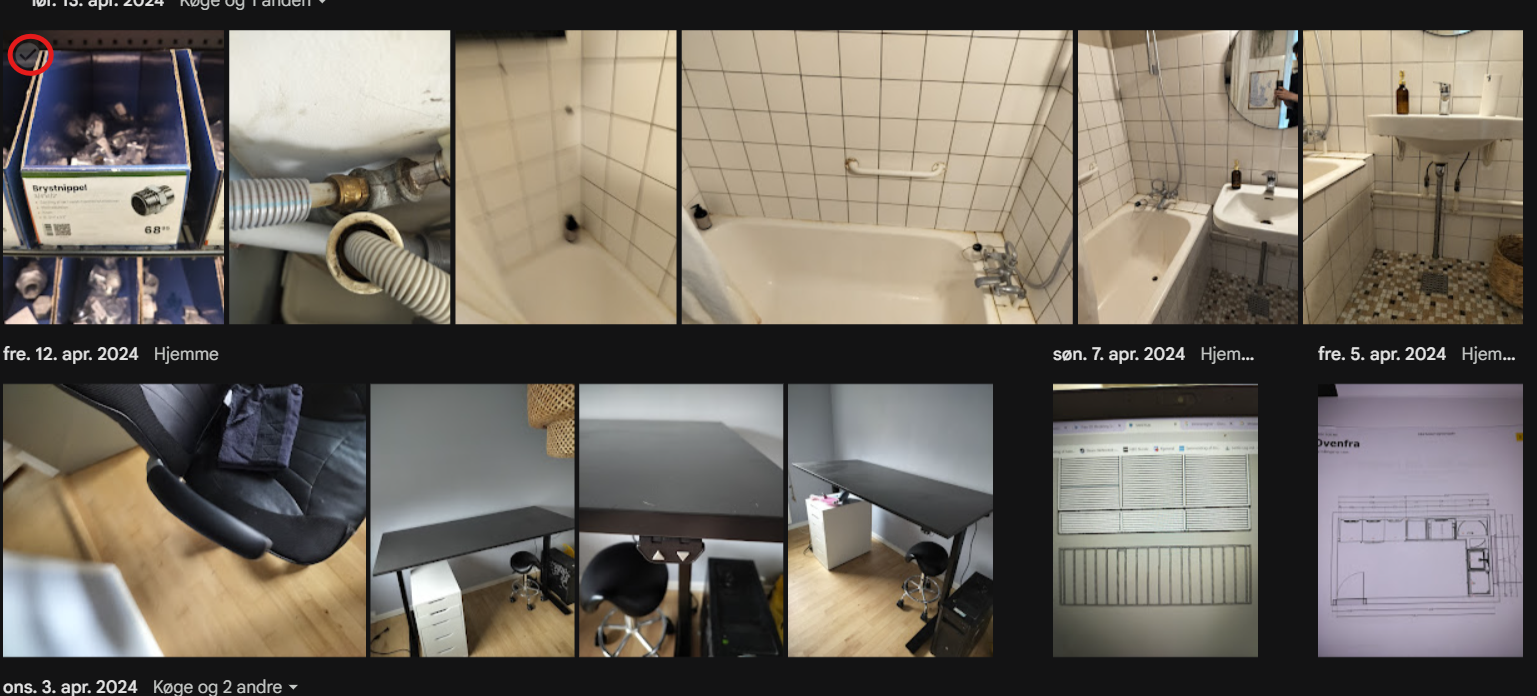 lør. 13. apr. 2024 Køge og 1 anden
Brystnippel
68
fre. 12. apr. 2024 Hjemme
søn. 7. apr. 2024 Hjem...
fre. 5. apr. 2024 Hjem...
Ovenfra
ons. 3. apr. 2024 Køge og 2 andre